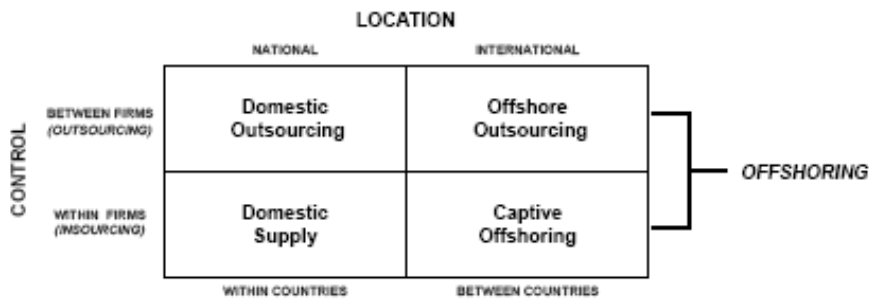 LOCATION
NATIONAL INTERNATIONAL
CONTROL
BETWEEN FIRMS
(OUTSOURCING)
Domestic
Outsourcing
Offshore
Outsourcing
OFFSHORING
WITHIN FIRMS
(INSOURCING)
Domestic
Supply
Captive
Offshoring
WITHIN COUNTRIES BETWEEN COUNTRIES